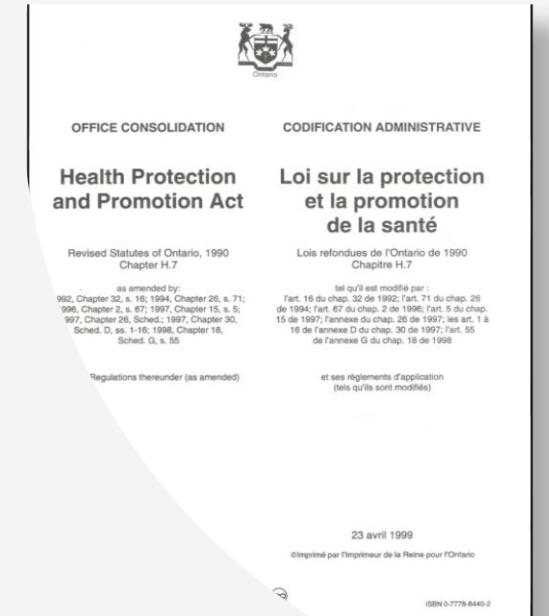 Ontario
OFFICE CONSOLIDATION
Health Protection
and Promotion Act
Revised Statutes of Ontario, 1990
Chapter H.7
as amended by:
992, Chapter 32, s. 16; 1994, Chapter 26, s. 71;
996, Chapter 2, s. 67; 1997, Chapter 15, s. 5;
997, Chapter 26, Sched.; 1997, Chapter 30,
Sched. D, ss. 1-16; 1998, Chapter 18,
Sched. G, s. 55
Regulations thereunder (as amended)
CODIFICATION ADMINISTRATIVE
Loi sur la protection
et la promotion
de la santé
Lois refondues de l'Ontario de 1990
Chapitre H.7
tel qu'il est modifié par :
l'art. 16 du chap. 32 de 1992; l'art. 71 du chap. 26
de 1994; l'art. 67 du chap. 2 de 1996; l'art. 5 du chap.
15 de 1997; l'annexe du chap. 26 de 1997; les art. 1 à
16 de l'annexe D du chap. 30 de 1997; l'art. 55
de l'annexe G du chap. 18 de 1998
et ses règlements d'application
(tels qu'ils sont modifiés)
23 avril 1999
©Imprimé par l'Imprimeur de la Reine pour l'Ontario
ISBN 0-7778-8440-2